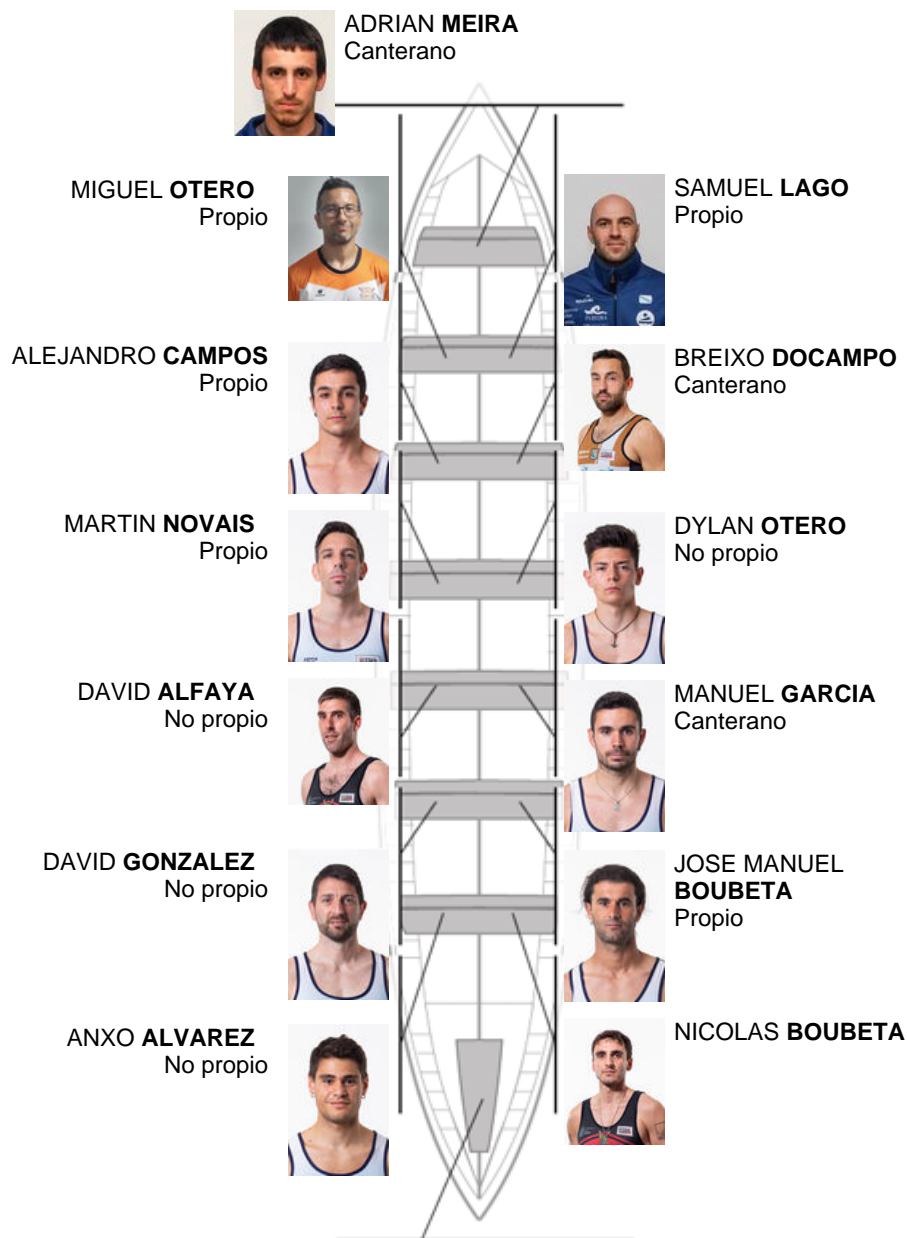 ADRIAN MEIRA
Canterano
MIGUEL OTERO
Propio
SAMUEL LAGO
Propio
ALEJANDRO CAMPOS
Propio
BREIXO DOCAMPO
Canterano
MARTIN NOVAIS
Propio
DYLAN OTERO
No propio
DAVID ALFAYA
No propio
MANUEL GARCIA
Canterano
DAVID GONZALEZ
No propio
JOSE MANUEL
BOUBETA
Propio
ANXO ALVAREZ
No propio
NICOLAS BOUBETA